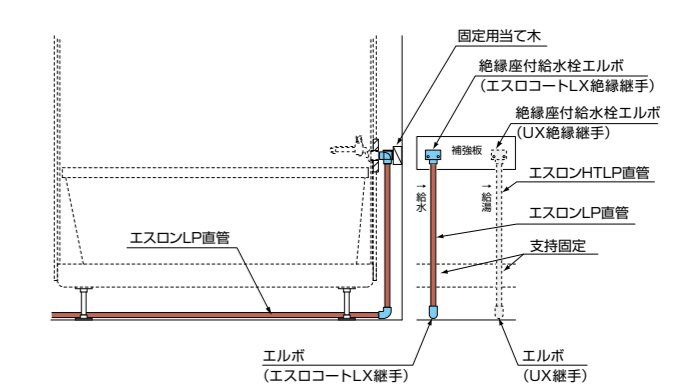 固定用当て木
絶縁座付給水栓エルボ
（エスロコートLX絶縁継手）
絶縁座付給水栓エルボ
（UX絶縁継手）
補強板
エスロンHTLP直管
→給水
→給湯
エスロンLP直管
エスロンLP直管
支持固定
エルボ
（エスロコートLX継手）
エルボ
（UX継手）